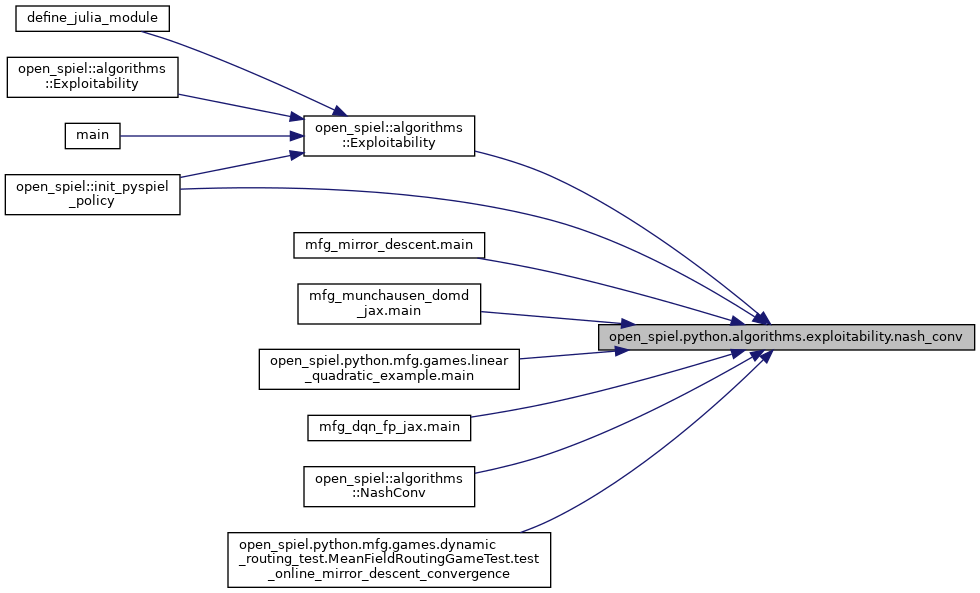 define_julia_module
open_spiel::algorithms
::Exploitability
main
open_spiel::init_pyspiel
_policy
open_spiel::algorithms
::Exploitability
mfg_mirror_descent.main
mfg_munchausen_domd
_jax.main
open_spiel.python.mfg.games.linear
_quadratic_example.main
mfg_dqn_fp_jax.main
open_spiel::algorithms
::NashConv
open_spiel.python.mfg.games.dynamic
_routing_test.MeanFieldRoutingGameTest.test
_online_mirror_descent_convergence
open_spiel.python.algorithms.exploitability.nash_conv